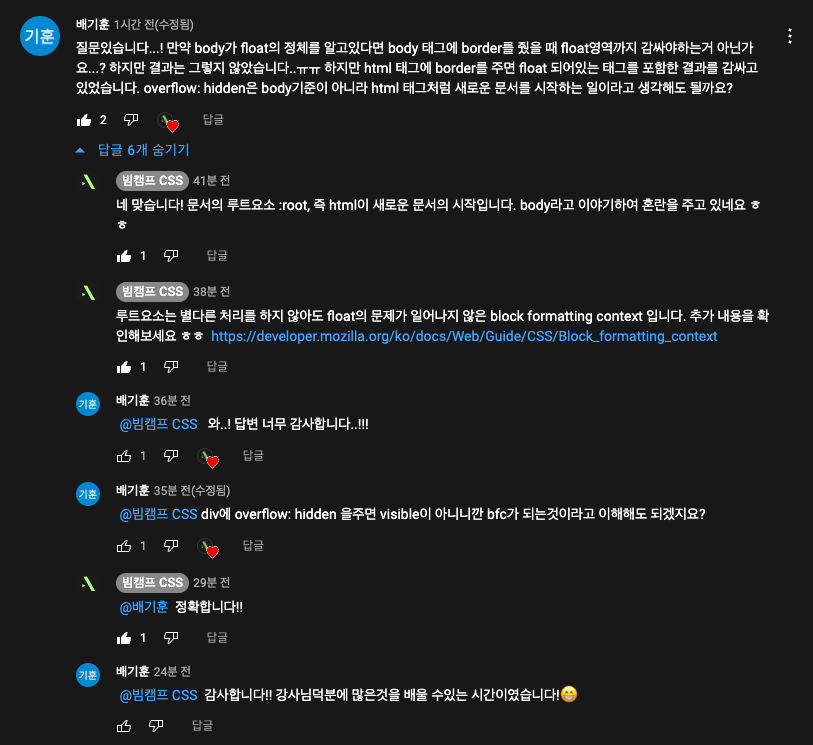 기훈
배기훈 1시간 전(수정됨)
질문있습니다...! 만약 body가 float의 정체를 알고있다면 body 태그에 border를 줬을 때 float영역까지 감싸야하는거 아닌가
요...? 하지만 결과는 그렇지 않았습니다..ㅠㅠ 하지만 html 태그에 border를 주면 float 되어있는 태그를 포함한 결과를 감싸고
있었습니다. overflow: hidden은 body기준이 아니라 html 태그처럼 새로운 문서를 시작하는 일이라고 생각해도 될까요?
2 답글
답글 6개 숨기기
빔캠프 CSS 41분 전
네 맞습니다! 문서의 루트요소 :root, 즉 html이 새로운 문서의 시작입니다. body라고 이야기하여 혼란을 주고 있네요 ㅎ
ㅎ
1 답글
빔캠프 CSS 38분 전
루트요소는 별다른 처리를 하지 않아도 float의 문제가 일어나지 않은 block formatting context 입니다. 추가 내용을 확
인해보세요 ㅎㅎ https://developer.mozilla.org/ko/docs/Web/Guide/CSS/Block_formatting_context
1 답글
기훈
배기훈 36분 전
@빔캠프 CSS 와..! 답변 너무 감사합니다..!!!
1 답글
기훈
배기훈 35분 전(수정됨)
@빔캠프 CSS div에 overflow: hidden 을주면 visible이 아니니깐 bfc가 되는것이라고 이해해도 되겠지요?
1 답글
빔캠프 CSS 29분 전
@배기훈 정확합니다!!
1 답글
기훈
배기훈 24분 전
@빔캠프 CSS 감사합니다!! 강사님덕분에 많은것을 배울 수있는 시간이였습니다!😁
답글